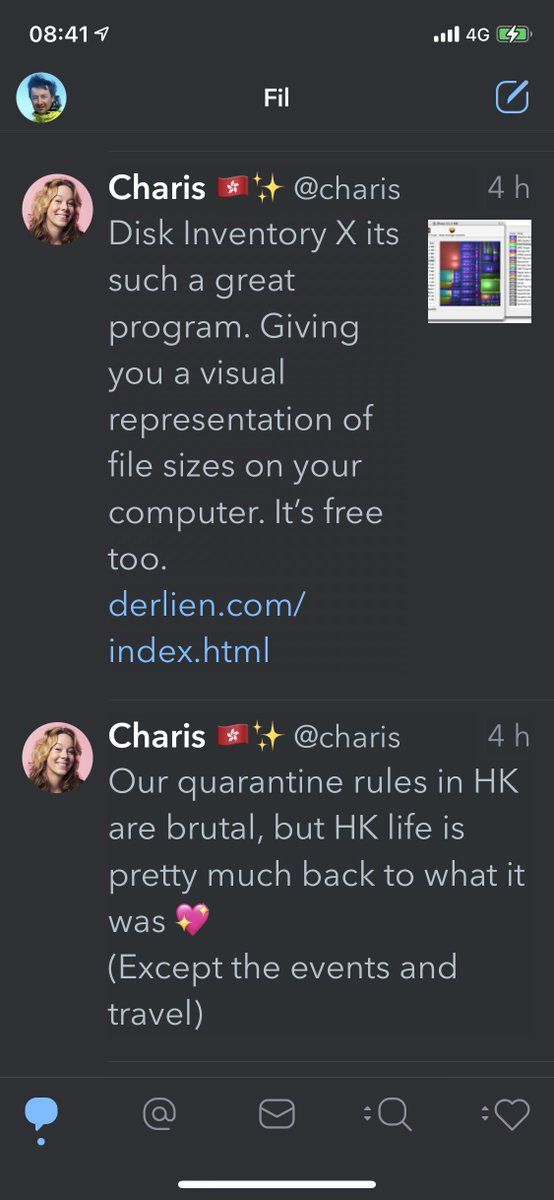 08:41 4G
Fil
Charis 🇭🇰✨ @charis 4 h
Disk Inventory X its
such a great
program. Giving
you a visual
representation of
file sizes on your
computer. It’s free
too.
derlien.com/
index.html
Charis 🇭🇰✨ @charis 4 h
Our quarantine rules in HK
are brutal, but HK life is
pretty much back to what it
was 💖
(Except the events and
travel)